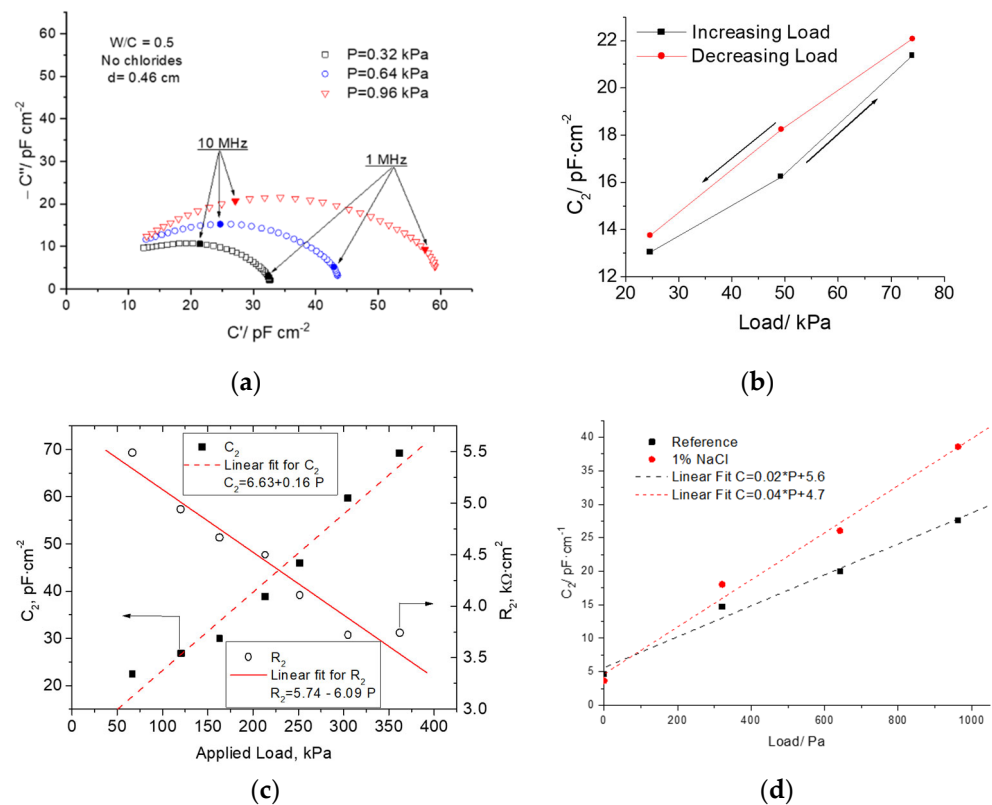 W/C = 0.5
No chlorides
d= 0.46 cm
P=0.32 kPa
P=0.64 kPa
P=0.96 kPa
10 MHz
1 MHz
− C''/ pF cm⁻²
60
50
40
30
20
10
0
0 10 20 30 40 50 60
C'/ pF cm⁻²
(a)
Increasing Load
Decreasing Load
C₂/ pF·cm⁻²
22
20
18
16
14
12
20 30 40 50 60 70 80
Load/ kPa
(b)
C₂
Linear fit for C₂
C₂=6.63+0.16 P
R₂
Linear fit for R₂
R₂=5.74 - 6.09 P
C₂, pF·cm⁻²
70
60
50
40
30
20
R₂, kΩ·cm²
5.5
5.0
4.5
4.0
3.5
3.0
0 50 100 150 200 250 300 350 400
Applied Load, kPa
(c)
Reference
1% NaCl
Linear Fit C=0.02*P+5.6
Linear Fit C=0.04*P+4.7
C₂/ pF·cm⁻¹
40
35
30
25
20
15
10
5
0
0 200 400 600 800 1000
Load/ Pa
(d)